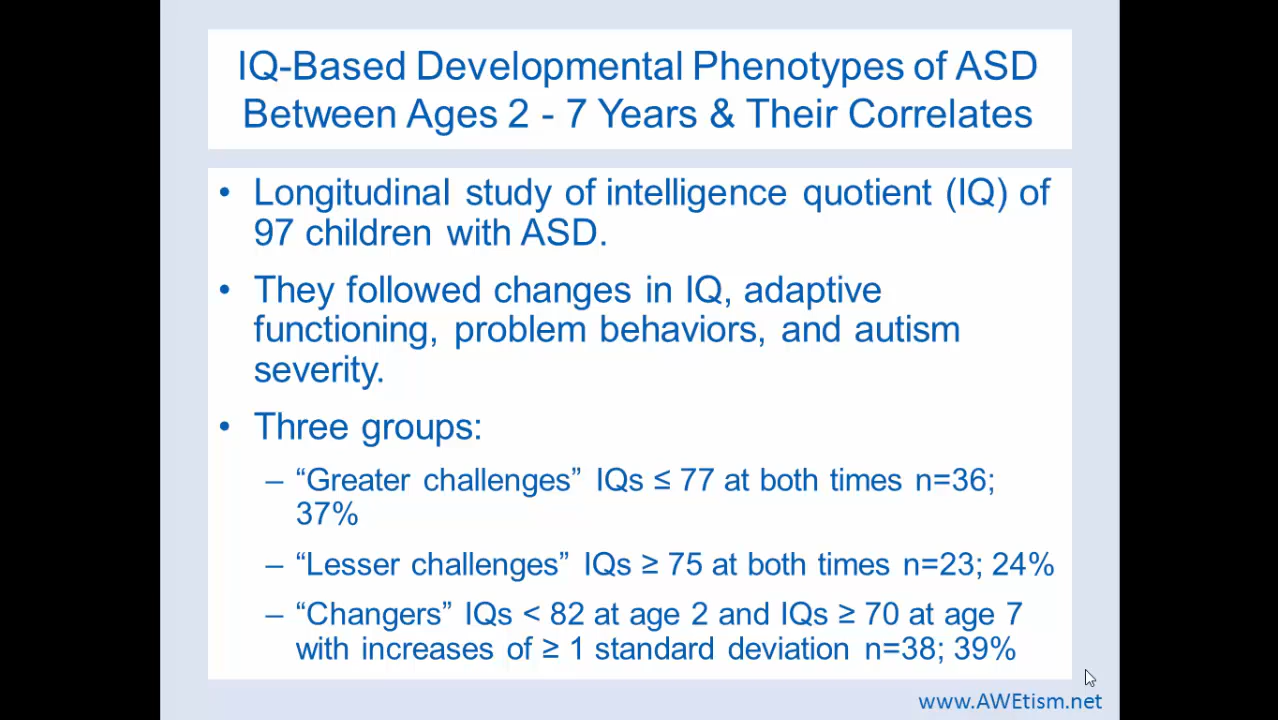 IQ-Based Developmental Phenotypes of ASD
Between Ages 2 - 7 Years & Their Correlates
• Longitudinal study of intelligence quotient (IQ) of
97 children with ASD.
• They followed changes in IQ, adaptive
functioning, problem behaviors, and autism
severity.
• Three groups:
– “Greater challenges” IQs ≤ 77 at both times n=36;
37%
– “Lesser challenges” IQs ≥ 75 at both times n=23; 24%
– “Changers” IQs < 82 at age 2 and IQs ≥ 70 at age 7
with increases of ≥ 1 standard deviation n=38; 39%
www.AWEtism.net